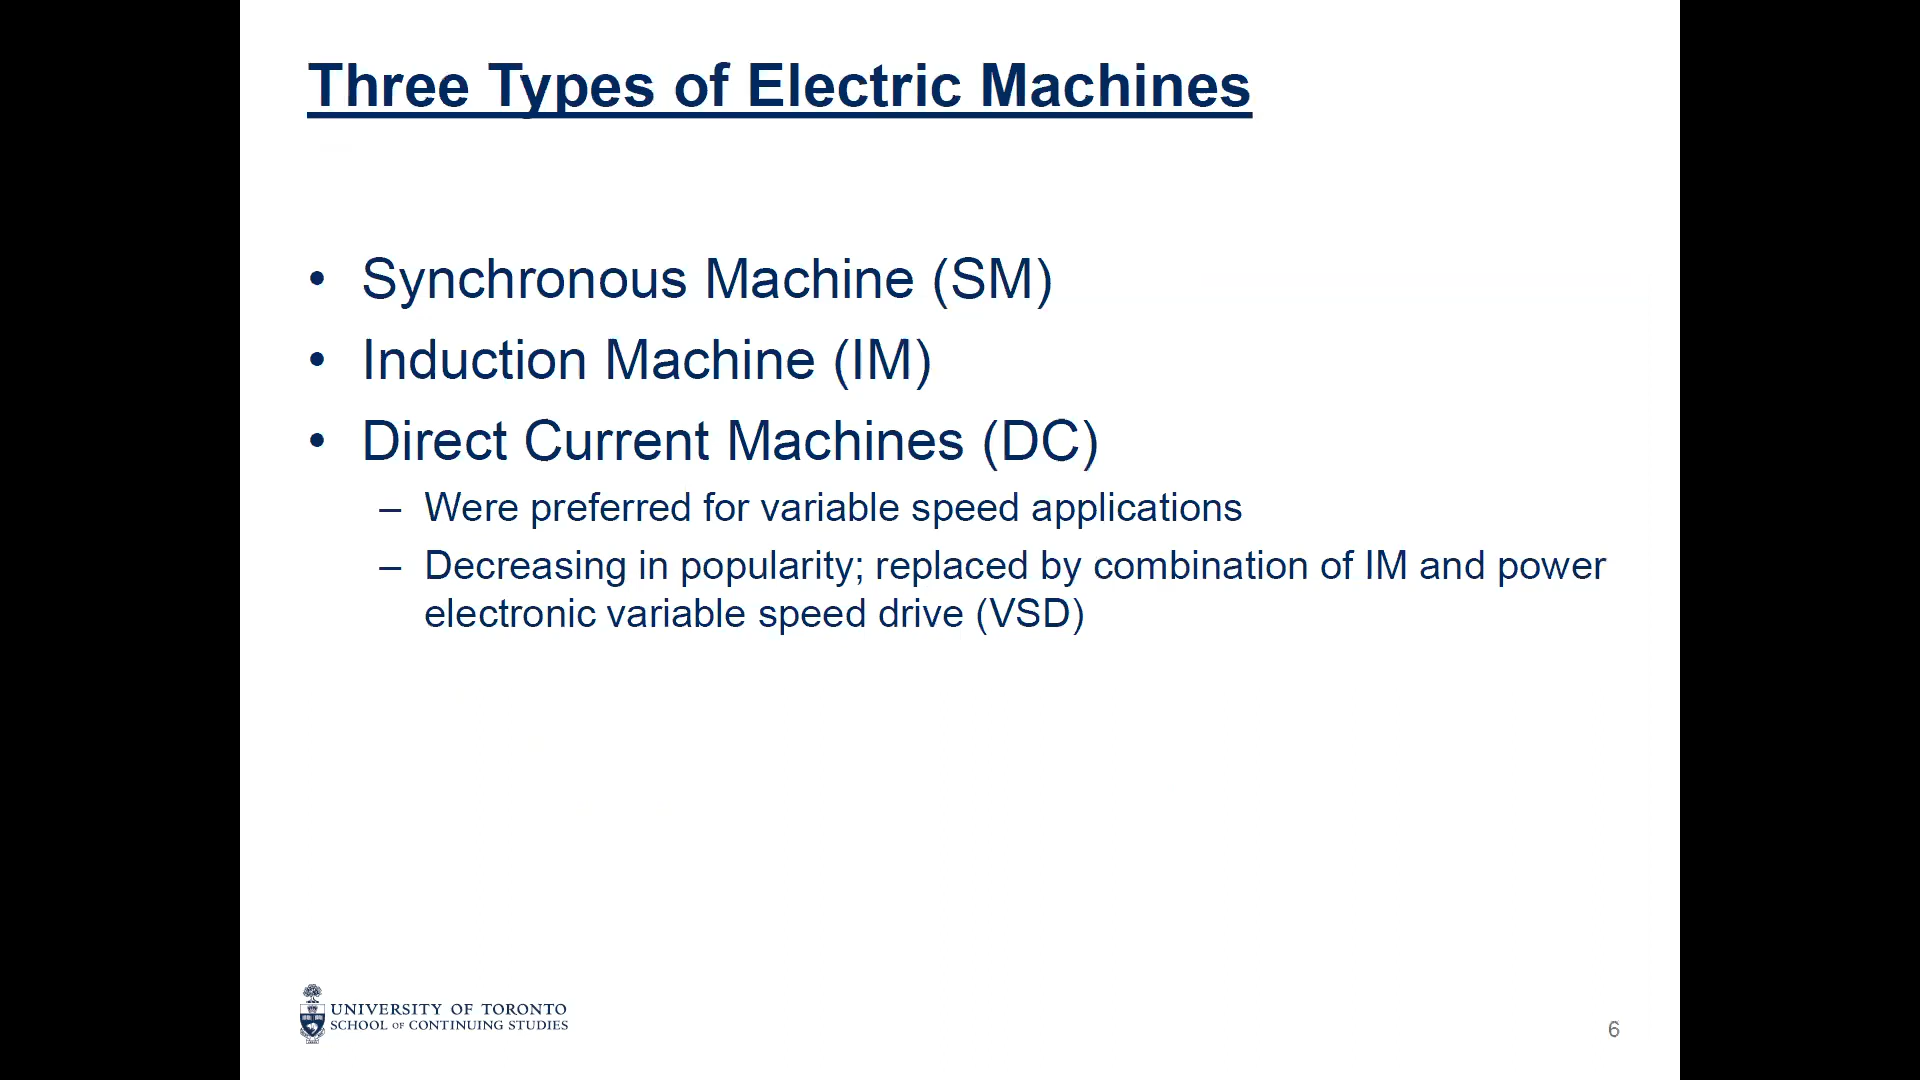 Three Types of Electric Machines
• Synchronous Machine (SM)
• Induction Machine (IM)
• Direct Current Machines (DC)
– Were preferred for variable speed applications
– Decreasing in popularity; replaced by combination of IM and power
electronic variable speed drive (VSD)
UNIVERSITY OF TORONTO
SCHOOL OF CONTINUING STUDIES
6